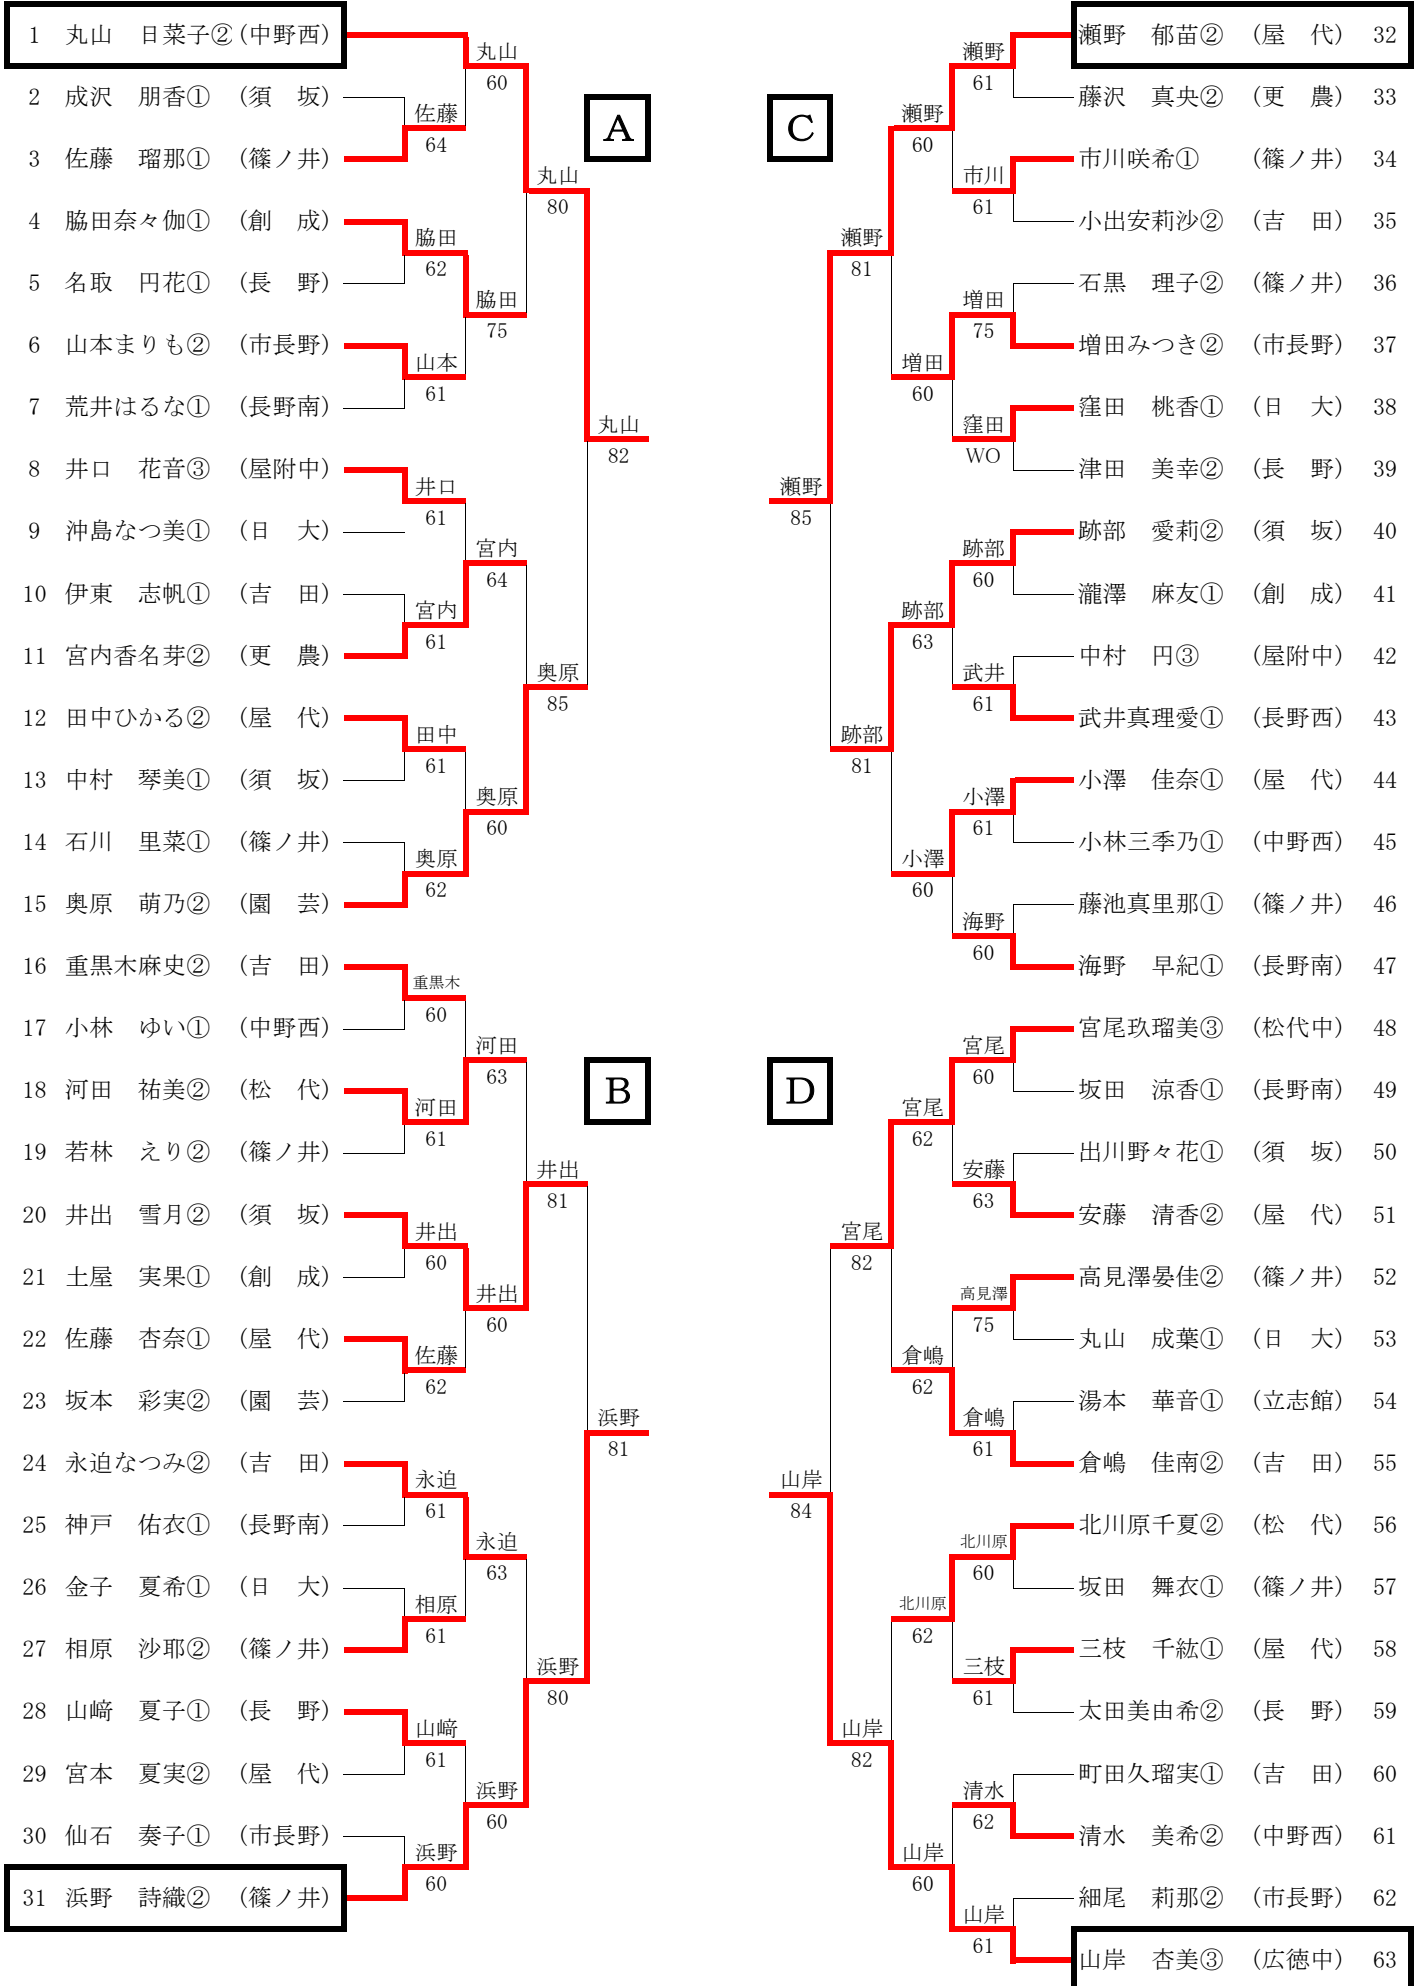 1 丸山 日菜子② (中野西)
2 成沢 朋香① (須 坂)
3 佐藤 瑠那① (篠ノ井)
4 脇田奈々伽① (創 成)
5 名取 円花① (長 野)
6 山本まりも② (市長野)
7 荒井はるな① (長野南)
8 井口 花音③ (屋附中)
9 沖島なつ美① (日 大)
10 伊東 志帆① (吉 田)
11 宮内香名芽② (更 農)
12 田中ひかる② (屋 代)
13 中村 琴美① (須 坂)
14 石川 里菜① (篠ノ井)
15 奥原 萌乃② (園 芸)
16 重黒木麻史② (吉 田)
17 小林 ゆい① (中野西)
18 河田 祐美② (松 代)
19 若林 えり② (篠ノ井)
20 井出 雪月② (須 坂)
21 土屋 実果① (創 成)
22 佐藤 杏奈① (屋 代)
23 坂本 彩実② (園 芸)
24 永迫なつみ② (吉 田)
25 神戸 佑衣① (長野南)
26 金子 夏希① (日 大)
27 相原 沙耶② (篠ノ井)
28 山﨑 夏子① (長 野)
29 宮本 夏実② (屋 代)
30 仙石 奏子① (市長野)
31 浜野 詩織② (篠ノ井)
佐藤
64
脇田
62
山本
61
井口
61
宮内
61
田中
61
奥原
62
重黒木
60
河田
61
井出
60
佐藤
62
永迫
61
相原
61
山﨑
61
浜野
60
丸山
60
脇田
75
宮内
64
奥原
60
河田
63
井出
60
永迫
63
浜野
60
丸山
80
奥原
85
井出
81
浜野
80
丸山
82
浜野
81
A
B
C
D
瀬野
85
山岸
84
瀬野
81
跡部
81
宮尾
82
山岸
82
瀬野
60
増田
60
跡部
63
小澤
60
宮尾
62
倉嶋
62
北川原
62
山岸
60
瀬野
61
市川
61
増田
75
窪田
WO
跡部
60
武井
61
小澤
61
海野
60
宮尾
60
安藤
63
高見澤
75
倉嶋
61
北川原
60
三枝
61
清水
62
山岸
61
瀬野 郁苗② (屋 代) 32
藤沢 真央② (更 農) 33
市川咲希① (篠ノ井) 34
小出安莉沙② (吉 田) 35
石黒 理子② (篠ノ井) 36
増田みつき② (市長野) 37
窪田 桃香① (日 大) 38
津田 美幸② (長 野) 39
跡部 愛莉② (須 坂) 40
瀧澤 麻友① (創 成) 41
中村 円③ (屋附中) 42
武井真理愛① (長野西) 43
小澤 佳奈① (屋 代) 44
小林三季乃① (中野西) 45
藤池真里那① (篠ノ井) 46
海野 早紀① (長野南) 47
宮尾玖瑠美③ (松代中) 48
坂田 涼香① (長野南) 49
出川野々花① (須 坂) 50
安藤 清香② (屋 代) 51
高見澤晏佳② (篠ノ井) 52
丸山 成葉① (日 大) 53
湯本 華音① (立志館) 54
倉嶋 佳南② (吉 田) 55
北川原千夏② (松 代) 56
坂田 舞衣① (篠ノ井) 57
三枝 千紘① (屋 代) 58
太田美由希② (長 野) 59
町田久瑠実① (吉 田) 60
清水 美希② (中野西) 61
細尾 莉那② (市長野) 62
山岸 杏美③ (広徳中) 63